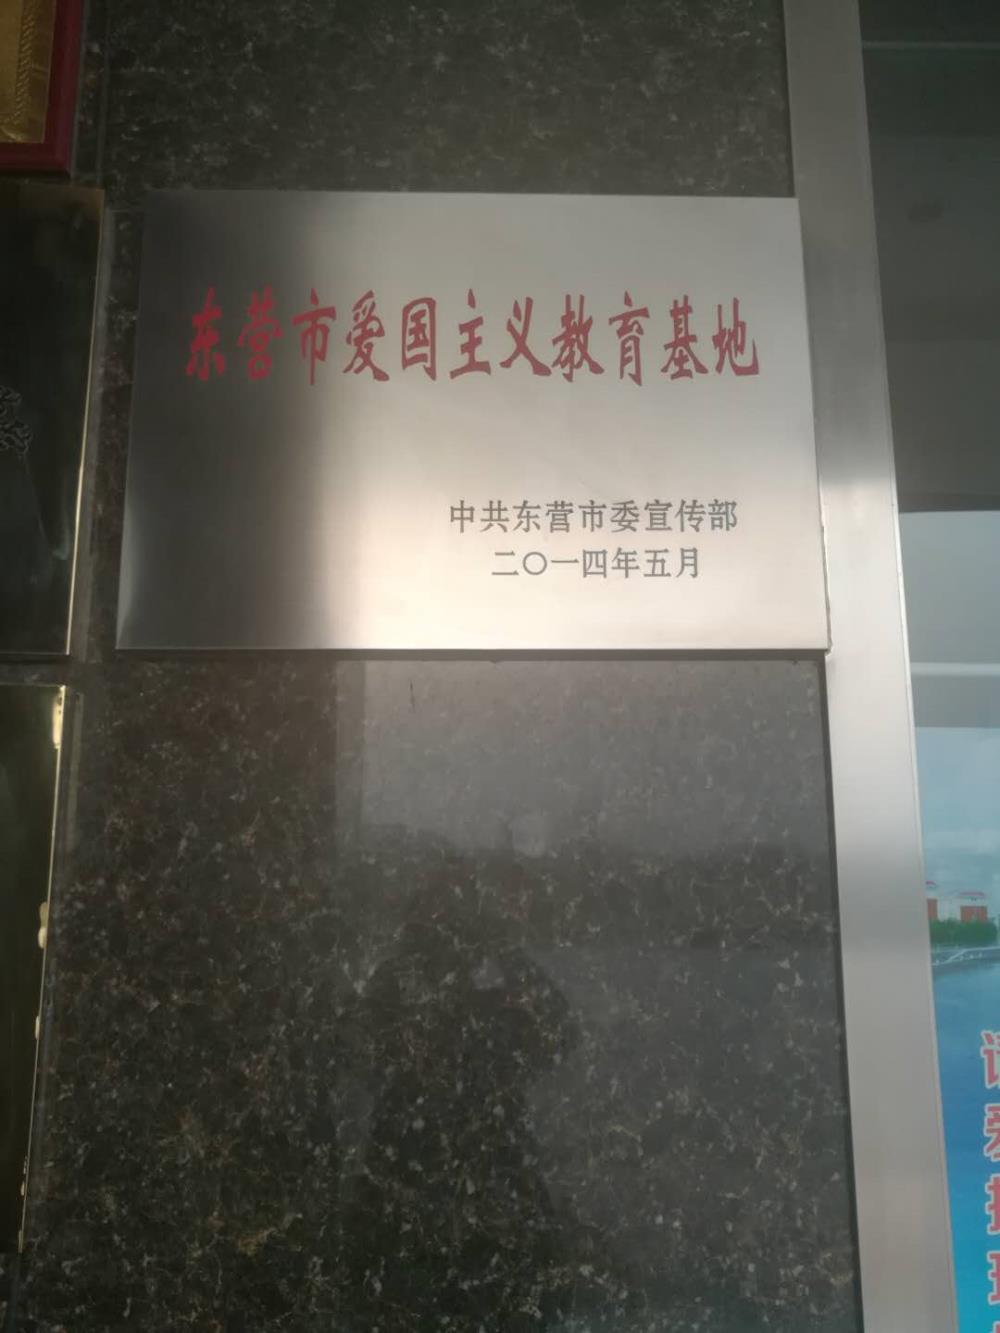 东营市爱国主义教育基地
中共东营市委宣传部
二〇一四年五月